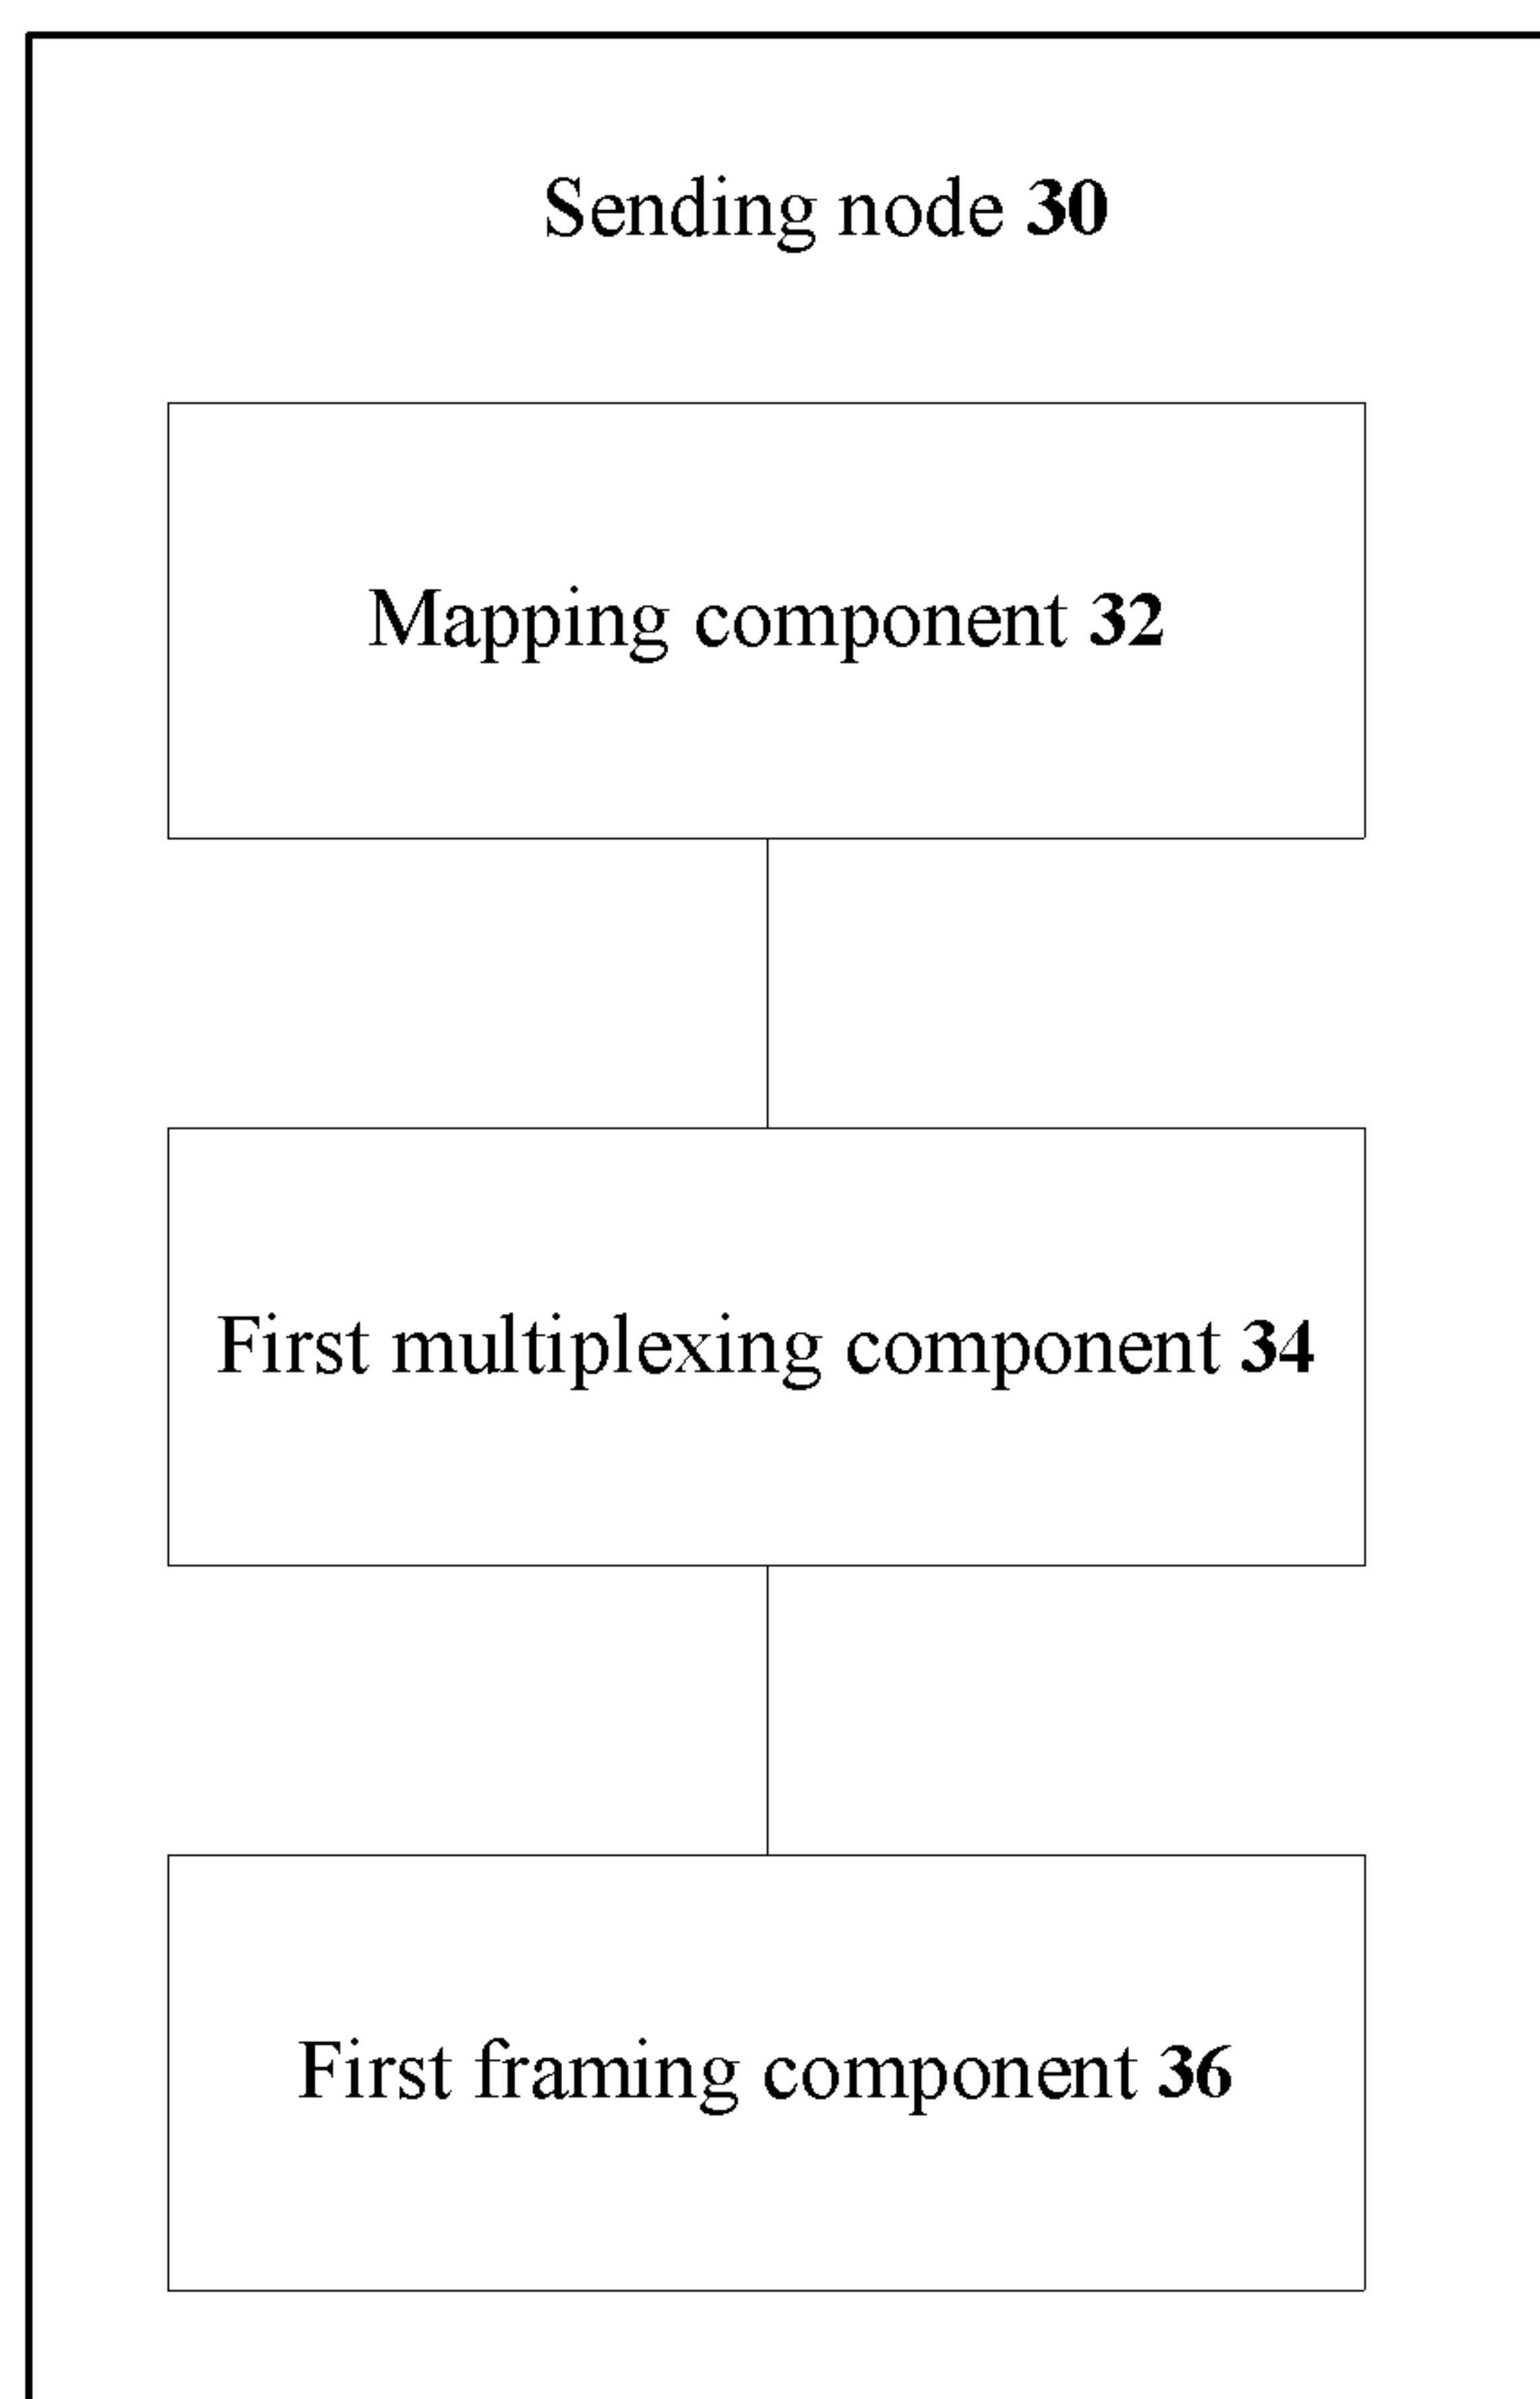 Sending node 30
Mapping component 32
First multiplexing component 34
First framing component 36